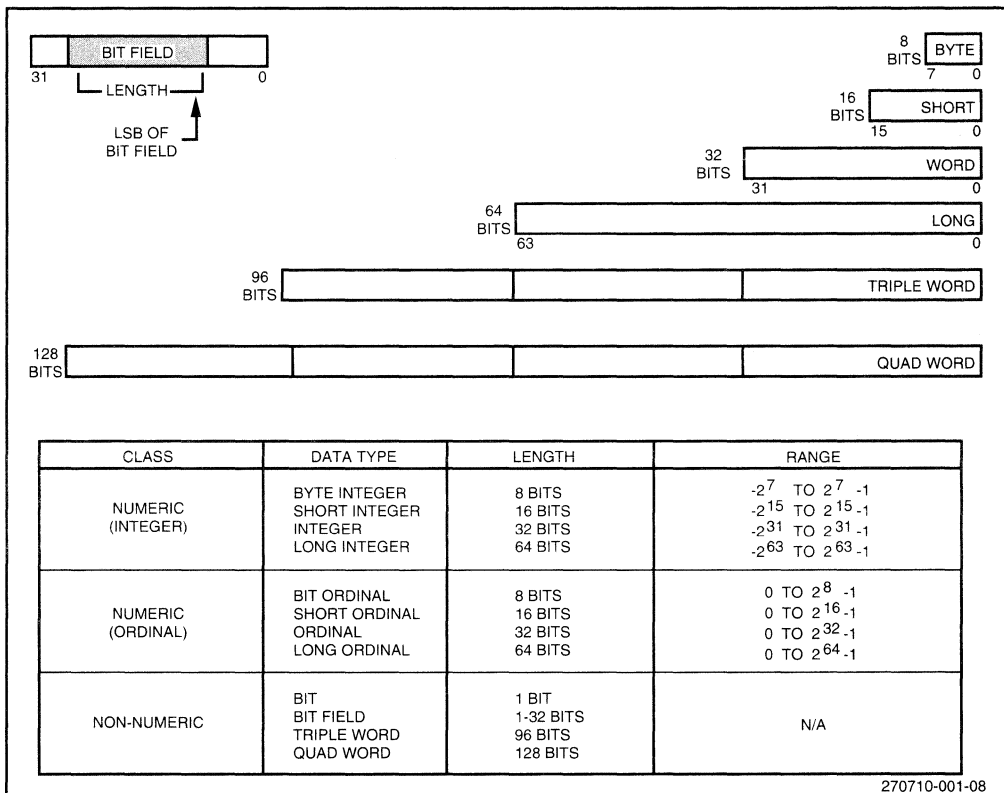 BIT FIELD
31 0
LENGTH
LSB OF
BIT FIELD
8
BITS
BYTE
7 0
16
BITS
SHORT
15 0
32
BITS
WORD
31 0
64
BITS
LONG
63 0
96
BITS
TRIPLE WORD
128
BITS
QUAD WORD
CLASS DATA TYPE LENGTH RANGE
NUMERIC
(INTEGER)
BYTE INTEGER 8 BITS -2^7 TO 2^7 -1
SHORT INTEGER 16 BITS -2^15 TO 2^15 -1
INTEGER 32 BITS -2^31 TO 2^31 -1
LONG INTEGER 64 BITS -2^63 TO 2^63 -1
NUMERIC
(ORDINAL)
BIT ORDINAL 8 BITS 0 TO 2^8 -1
SHORT ORDINAL 16 BITS 0 TO 2^16 -1
ORDINAL 32 BITS 0 TO 2^32 -1
LONG ORDINAL 64 BITS 0 TO 2^64 -1
NON-NUMERIC
BIT 1 BIT
BIT FIELD 1-32 BITS
TRIPLE WORD 96 BITS
QUAD WORD 128 BITS
N/A
270710-001-08